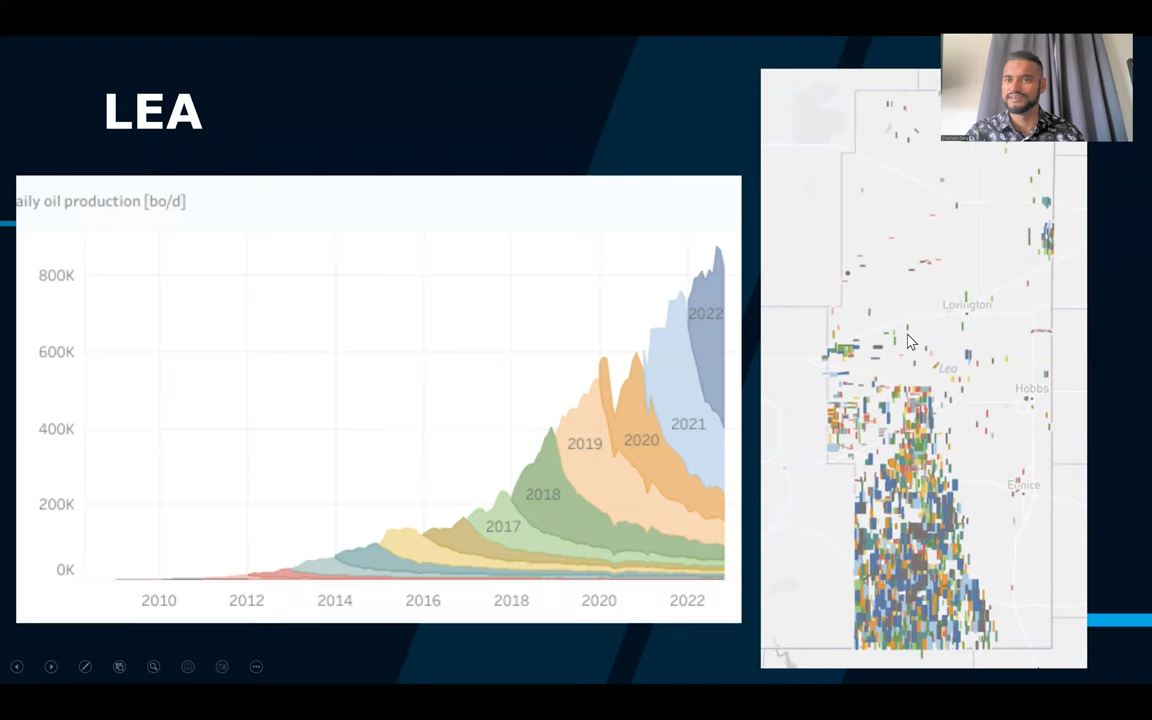 LEA
aily oil production [bo/d]
800K
600K
400K
200K
0K
2022
2021
2020
2019
2018
2017
2010
2012
2014
2016
2018
2020
2022
Lovington
Lea
Hobbs
Eunice